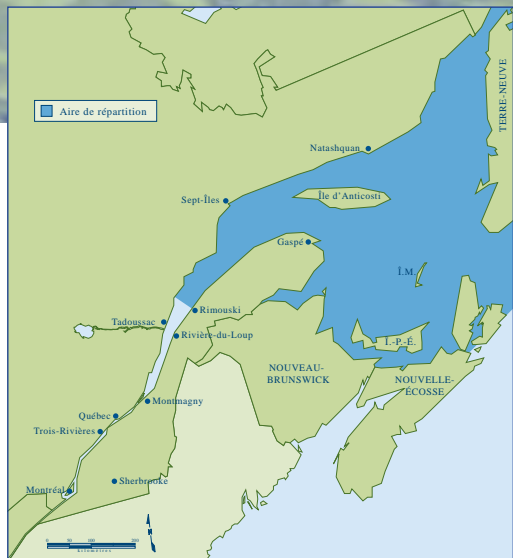 TERRE-NEUVE
Aire de répartition
Natashquan
Île d'Anticosti
Sept-Îles
Gaspé
Î.M.
Rimouski
Tadoussac
Rivière-du-Loup
Î.-P.-É.
NOUVEAU-
BRUNSWICK
NOUVELLE-
ÉCOSSE
Montmagny
Québec
Trois-Rivières
Sherbrooke
Montréal